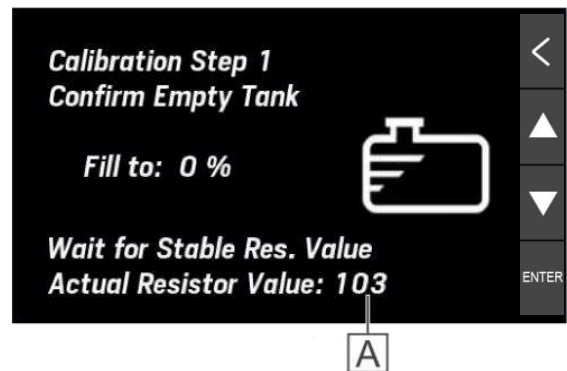 Calibration Step 1
Confirm Empty Tank
Fill to: 0 %
Wait for Stable Res. Value
Actual Resistor Value: 103
ENTER
A